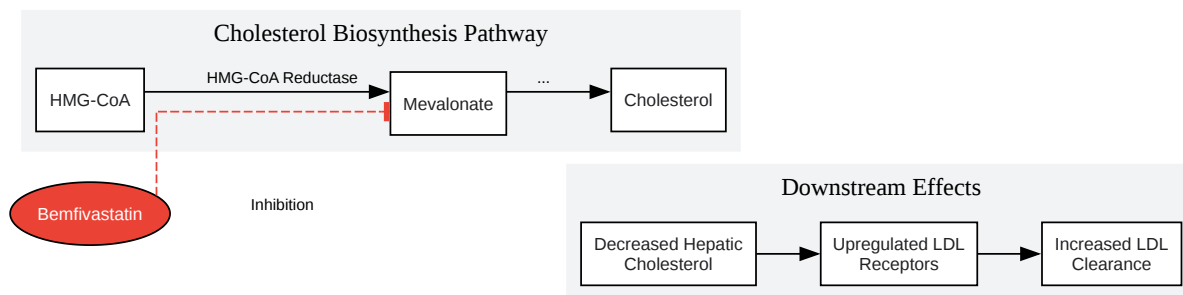 Cholesterol Biosynthesis Pathway
HMG-CoA
HMG-CoA Reductase
Mevalonate
...
Cholesterol
Bemfivastatin
Inhibition
Downstream Effects
Decreased Hepatic
Cholesterol
Upregulated LDL
Receptors
Increased LDL
Clearance